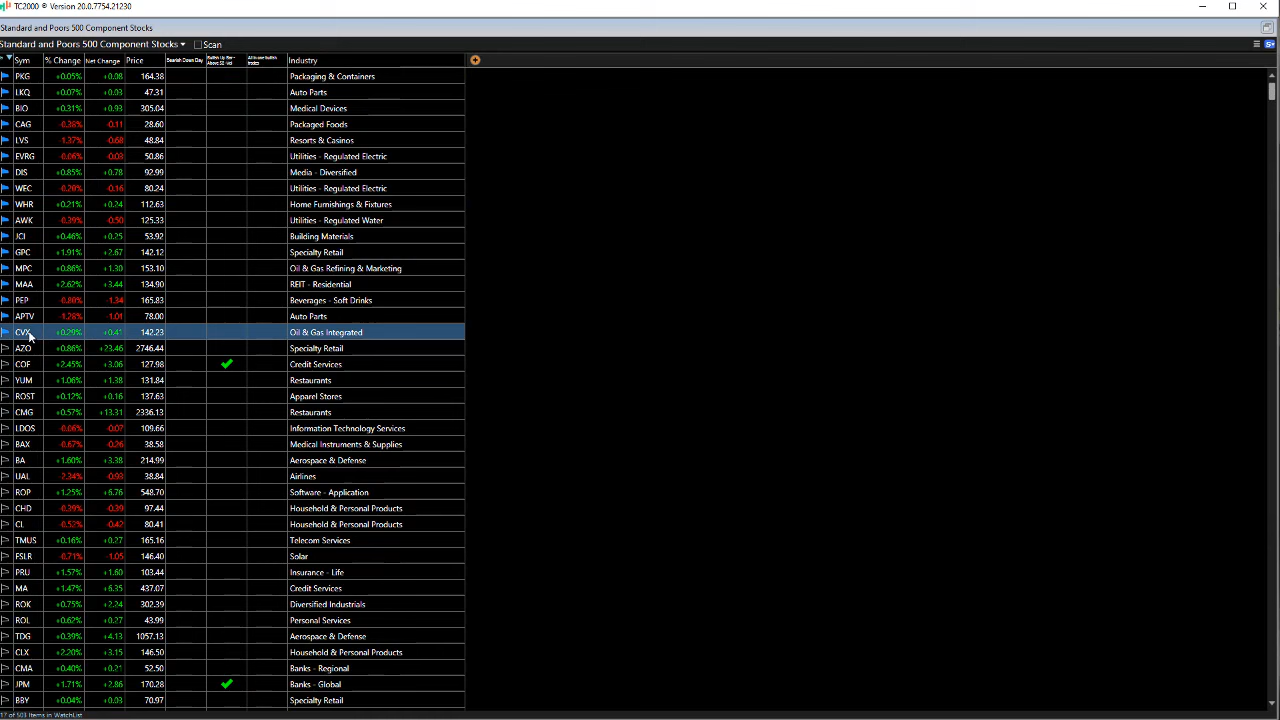 TC2000 ® Version 20.0.7754.21230
Standard and Poors 500 Component Stocks
Standard and Poors 500 Component Stocks Scan
Sym % Change Net Change Price Bearish Down Day Industry
PKG +0.05% +0.08 164.38 Packaging & Containers
LKQ +0.07% +0.03 47.31 Auto Parts
BIO +0.31% +0.93 305.04 Medical Devices
CAG -0.38% -0.11 28.60 Packaged Foods
LVS -1.37% -0.68 48.84 Resorts & Casinos
EVRG -0.06% -0.03 50.86 Utilities - Regulated Electric
DIS +0.85% +0.78 92.99 Media - Diversified
WEC -0.20% -0.16 80.24 Utilities - Regulated Electric
WHR +0.21% +0.24 112.63 Home Furnishings & Fixtures
AWK -0.39% -0.50 125.33 Utilities - Regulated Water
JCI +0.46% +0.25 53.92 Building Materials
GPC +1.91% +2.67 142.12 Specialty Retail
MPC +0.86% +1.30 153.10 Oil & Gas Refining & Marketing
MAA +2.62% +3.44 134.90 REIT - Residential
PEP -0.80% -1.34 165.83 Beverages - Soft Drinks
APTV -1.28% -1.01 78.00 Auto Parts
CVX +0.29% +0.41 142.23 Oil & Gas Integrated
AZO +0.86% +23.46 2746.44 Specialty Retail
COF +2.45% +3.06 127.98 Credit Services
YUM +1.06% +1.38 131.84 Restaurants
ROST +0.12% +0.16 137.63 Apparel Stores
CMG +0.57% +13.31 2336.13 Restaurants
LDOS -0.06% -0.07 109.66 Information Technology Services
BAX -0.67% -0.26 38.58 Medical Instruments & Supplies
BA +1.60% +3.38 214.99 Aerospace & Defense
UAL -2.34% -0.93 38.84 Airlines
ROP +1.25% +6.76 548.70 Software - Application
CHD -0.39% -0.39 97.44 Household & Personal Products
CL -0.52% -0.42 80.41 Household & Personal Products
TMUS +0.16% +0.27 165.16 Telecom Services
FSLR -0.71% -1.05 146.40 Solar
PRU +1.57% +1.60 103.44 Insurance - Life
MA +1.47% +6.35 437.07 Credit Services
ROK +0.75% +2.24 302.39 Diversified Industrials
ROL +0.62% +0.27 43.99 Personal Services
TDG +0.39% +4.13 1057.13 Aerospace & Defense
CLX +2.20% +3.15 146.50 Household & Personal Products
CMA +0.40% +0.21 52.50 Banks - Regional
JPM +1.71% +2.86 170.28 Banks - Global
BBY +0.04% +0.03 70.97 Specialty Retail
17 of 503 Items in WatchList